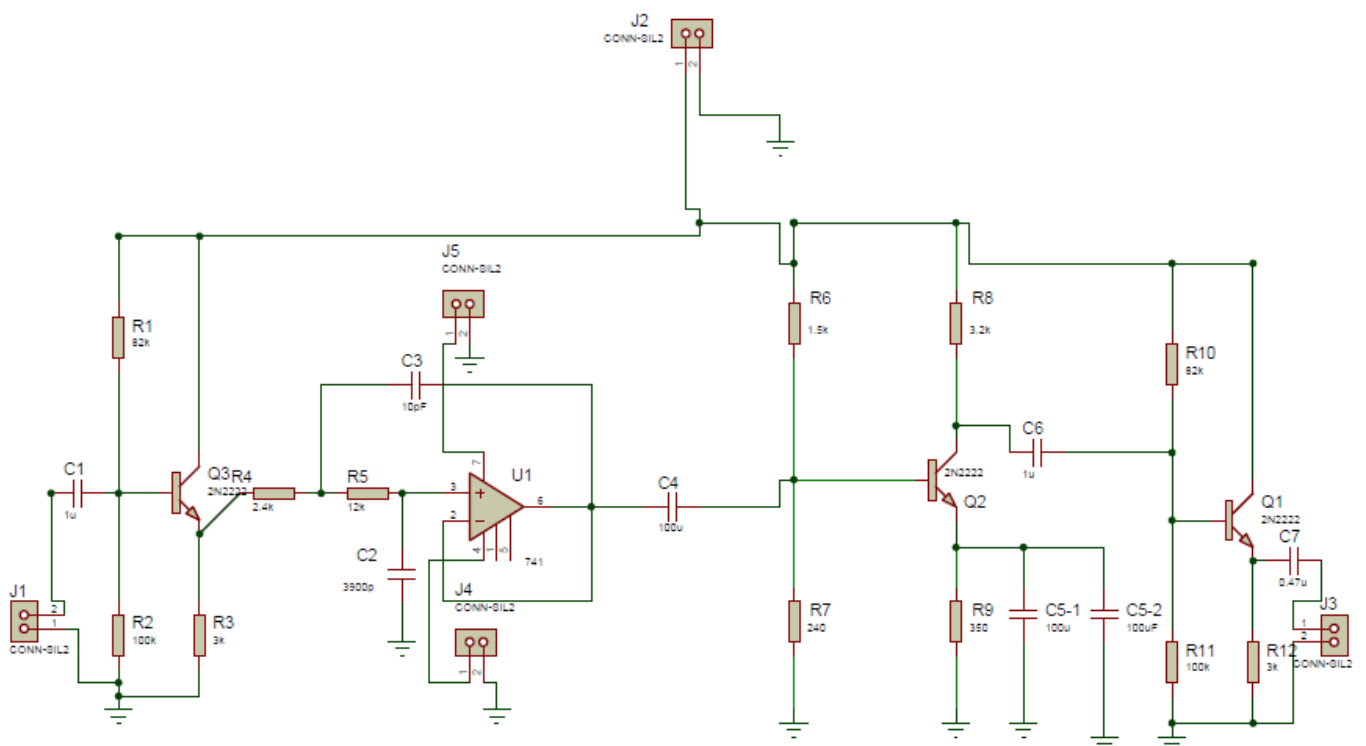 J2
CONN-SIL2
1
2
J5
CONN-SIL2
1
2
R1
82k
C3
10pF
R6
1.5k
R8
3.2k
R10
82k
C1
1u
Q3
2N2222
R4
2.4k
R5
12k
7
3
2
6
4
1
5
U1
741
C4
100u
2N2222
Q2
C6
1u
Q1
2N2222
C7
0.47u
C2
3900p
J4
CONN-SIL2
1
2
J1
2
1
CONN-SIL2
R2
100k
R3
3k
R7
240
R9
350
C5-1
100u
C5-2
100uF
R11
100k
R12
3k
J3
1
2
CONN-SIL2